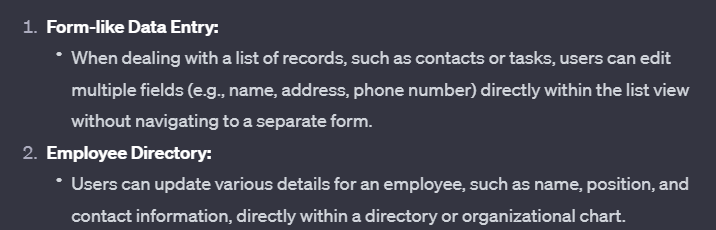 1. Form-like Data Entry:
• When dealing with a list of records, such as contacts or tasks, users can edit
multiple fields (e.g., name, address, phone number) directly within the list view
without navigating to a separate form.
2. Employee Directory:
• Users can update various details for an employee, such as name, position, and
contact information, directly within a directory or organizational chart.